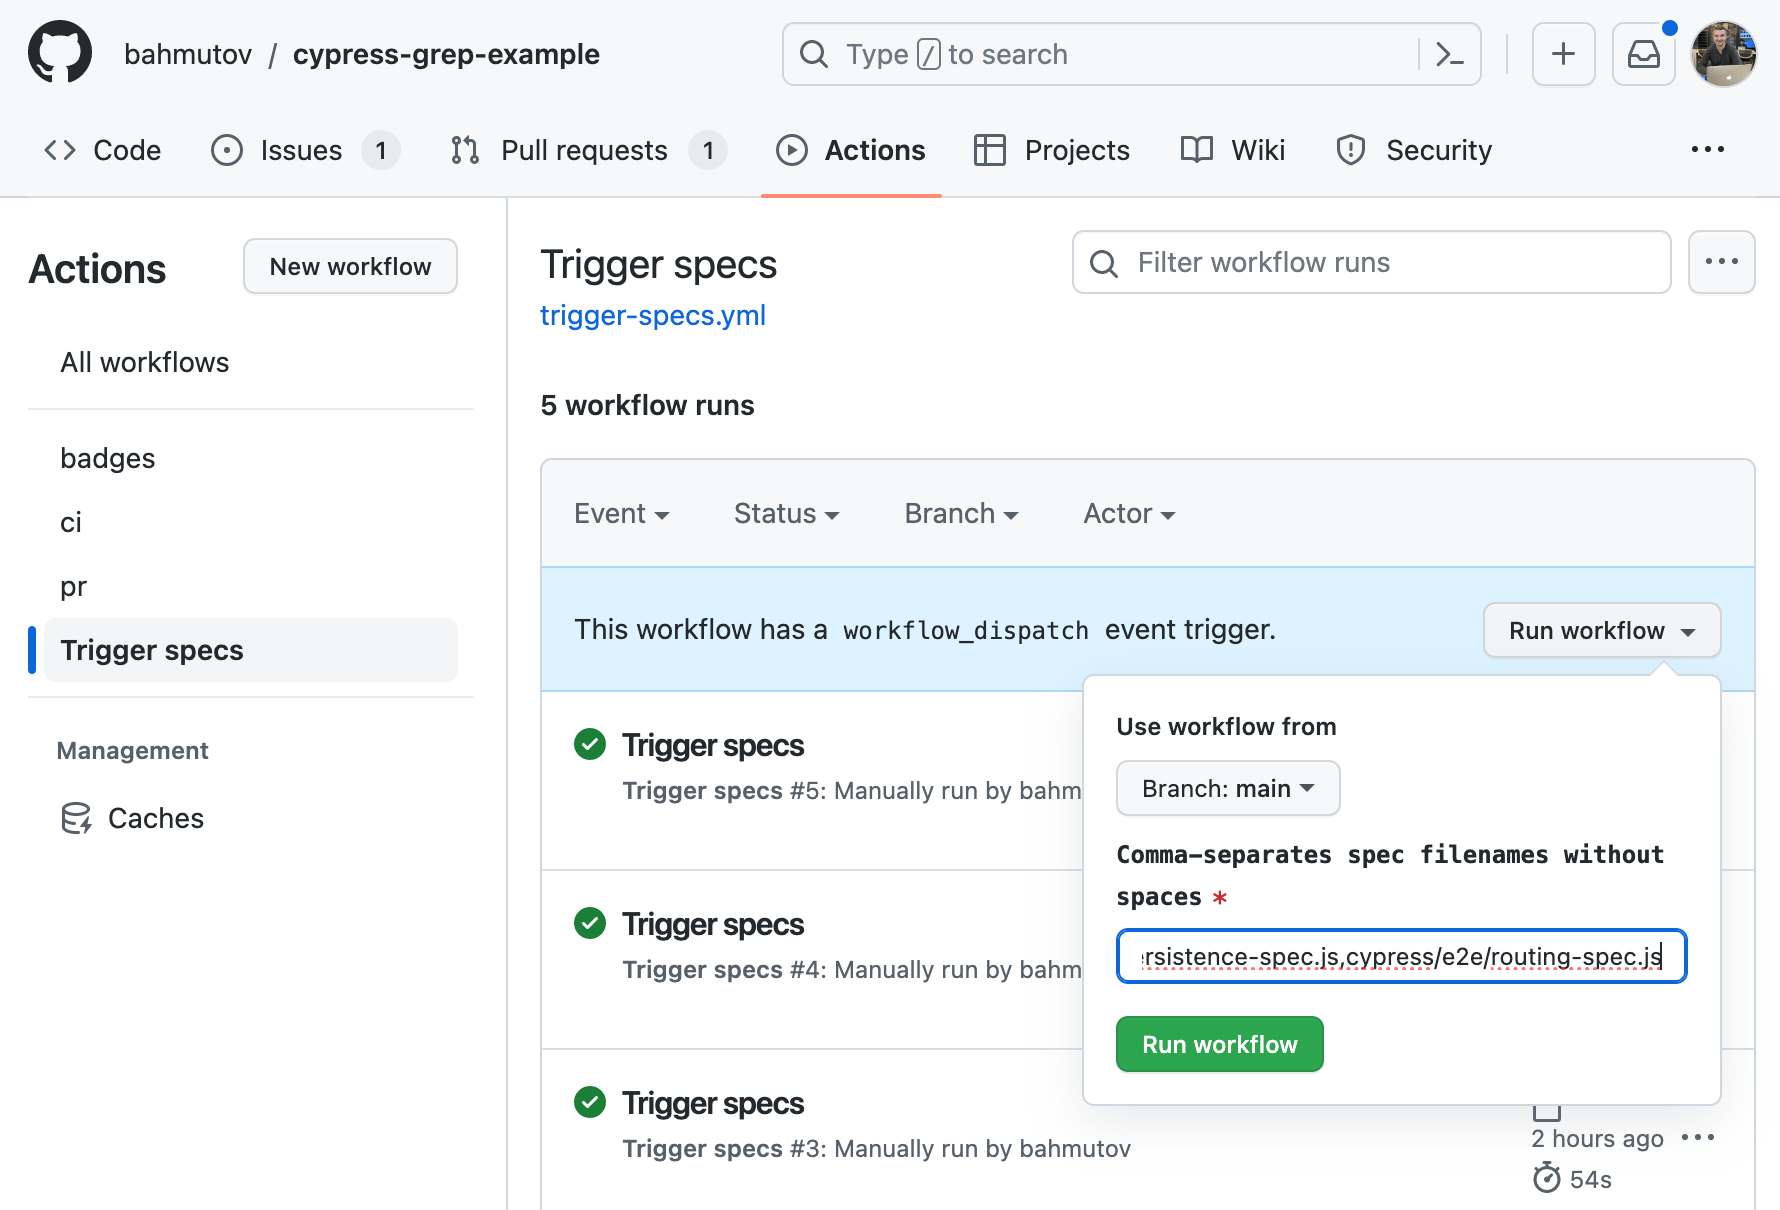 bahmutov / cypress-grep-example
Type / to search
Code
Issues 1
Pull requests 1
Actions
Projects
Wiki
Security
Actions
New workflow
All workflows
badges
ci
pr
Trigger specs
Management
Caches
Trigger specs
trigger-specs.yml
Filter workflow runs
5 workflow runs
Event
Status
Branch
Actor
This workflow has a workflow_dispatch event trigger.
Run workflow
Use workflow from
Branch: main
Comma-separates spec filenames without
spaces *
rsistence-spec.js,cypress/e2e/routing-spec.js
Run workflow
Trigger specs
Trigger specs #5: Manually run by bahm
Trigger specs
Trigger specs #4: Manually run by bahm
Trigger specs
Trigger specs #3: Manually run by bahmutov
2 hours ago
54s